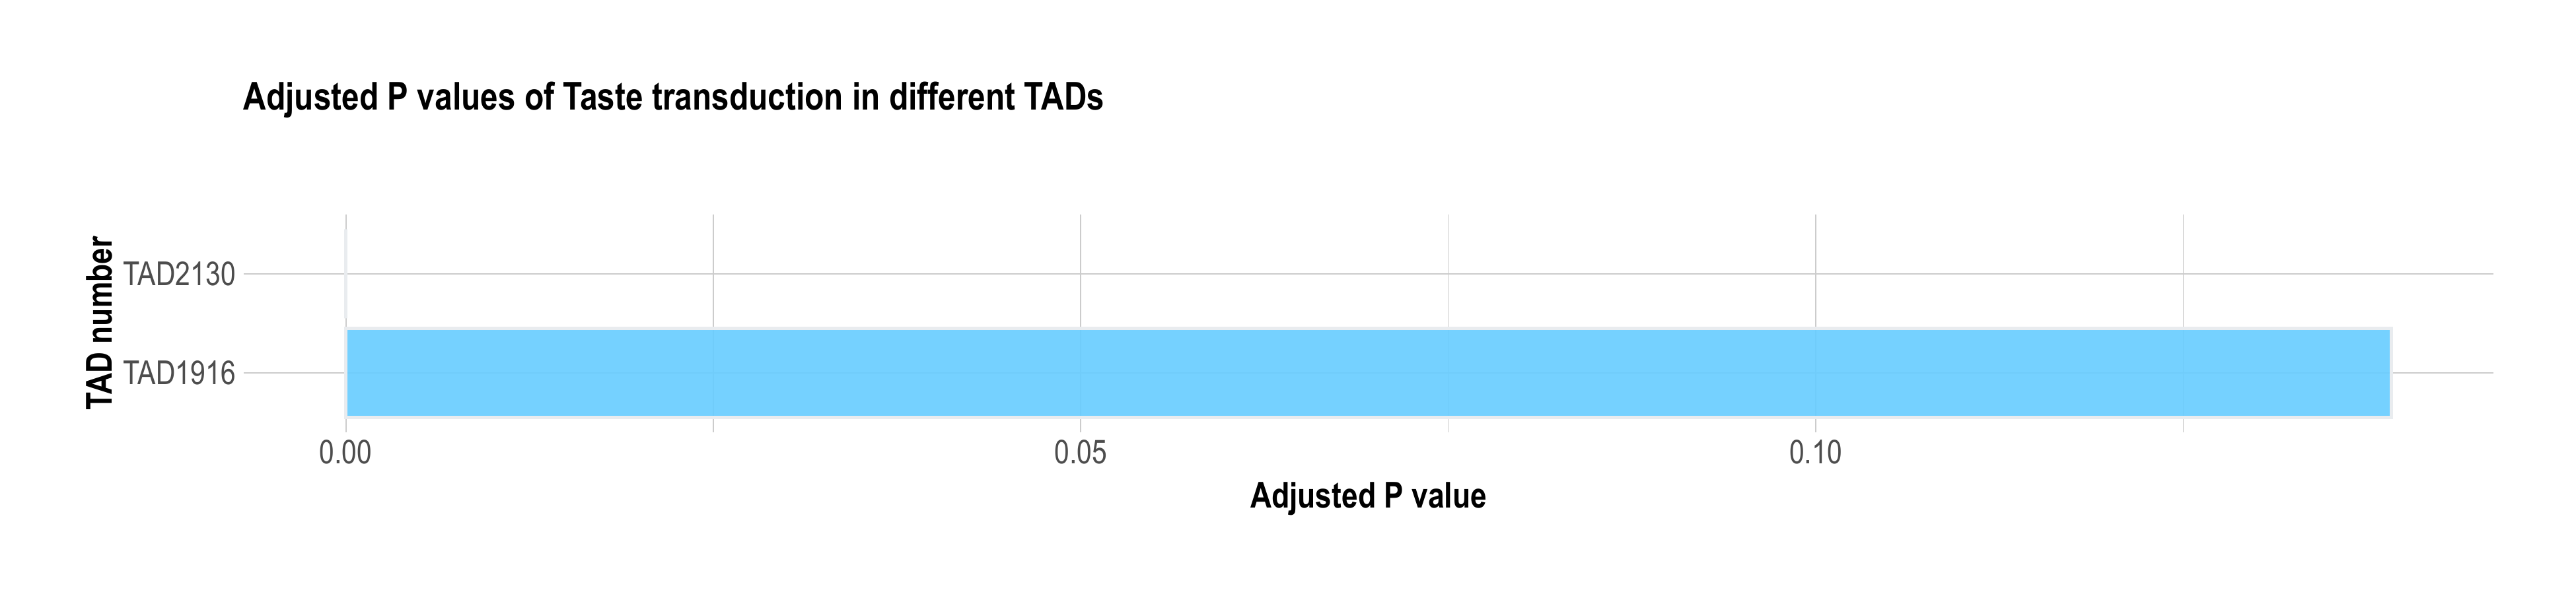 Adjusted P values of Taste transduction in different TADs
TAD number
TAD2130
TAD1916
0.00
0.05
0.10
Adjusted P value